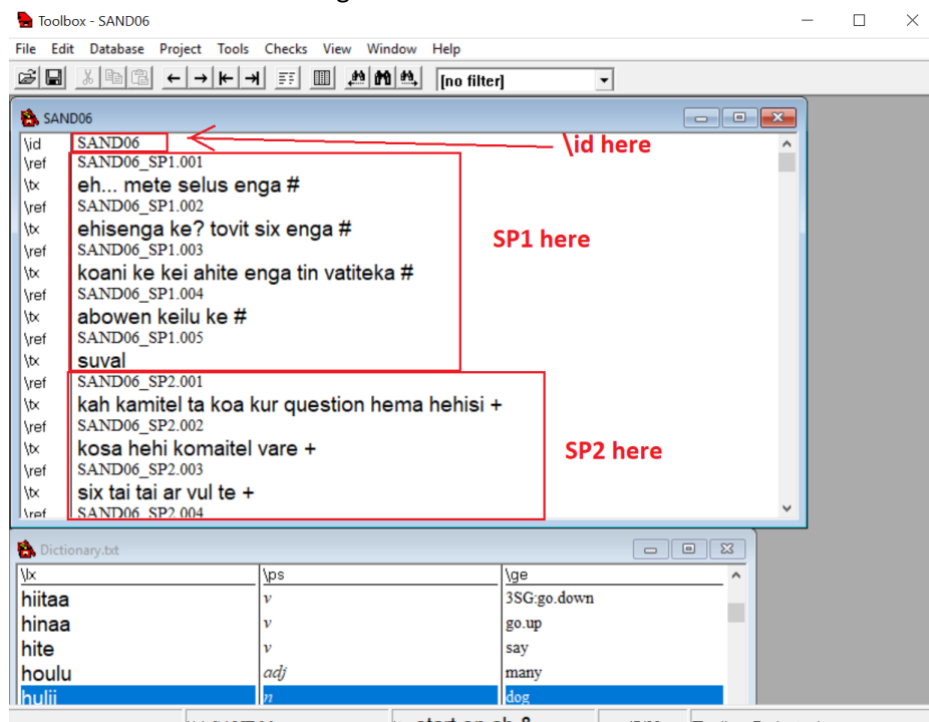 Toolbox - SAND06
File Edit Database Project Tools Checks View Window Help
[no filter]
SAND06
\id SAND06
\id here
\ref SAND06_SP1.001
\tx eh... mete selus enga #
\ref SAND06_SP1.002
\tx ehisenga ke? tovit six enga #
SP1 here
\ref SAND06_SP1.003
\tx koani ke kei ahite enga tin vatiteka #
\ref SAND06_SP1.004
\tx abowen keilu ke #
\ref SAND06_SP1.005
\tx suval
\ref SAND06_SP2.001
\tx kah kamitel ta koa kur question hema hehisi +
\ref SAND06_SP2.002
\tx kosa hehi komaitel vare +
SP2 here
\ref SAND06_SP2.003
\tx six tai tai ar vul te +
\ref SAND06_SP2.004
Dictionary.txt
\lx \ps \ge
hiitaa v 3SG:go.down
hinaa v go.up
hite v say
houlu adj many
hulii n dog